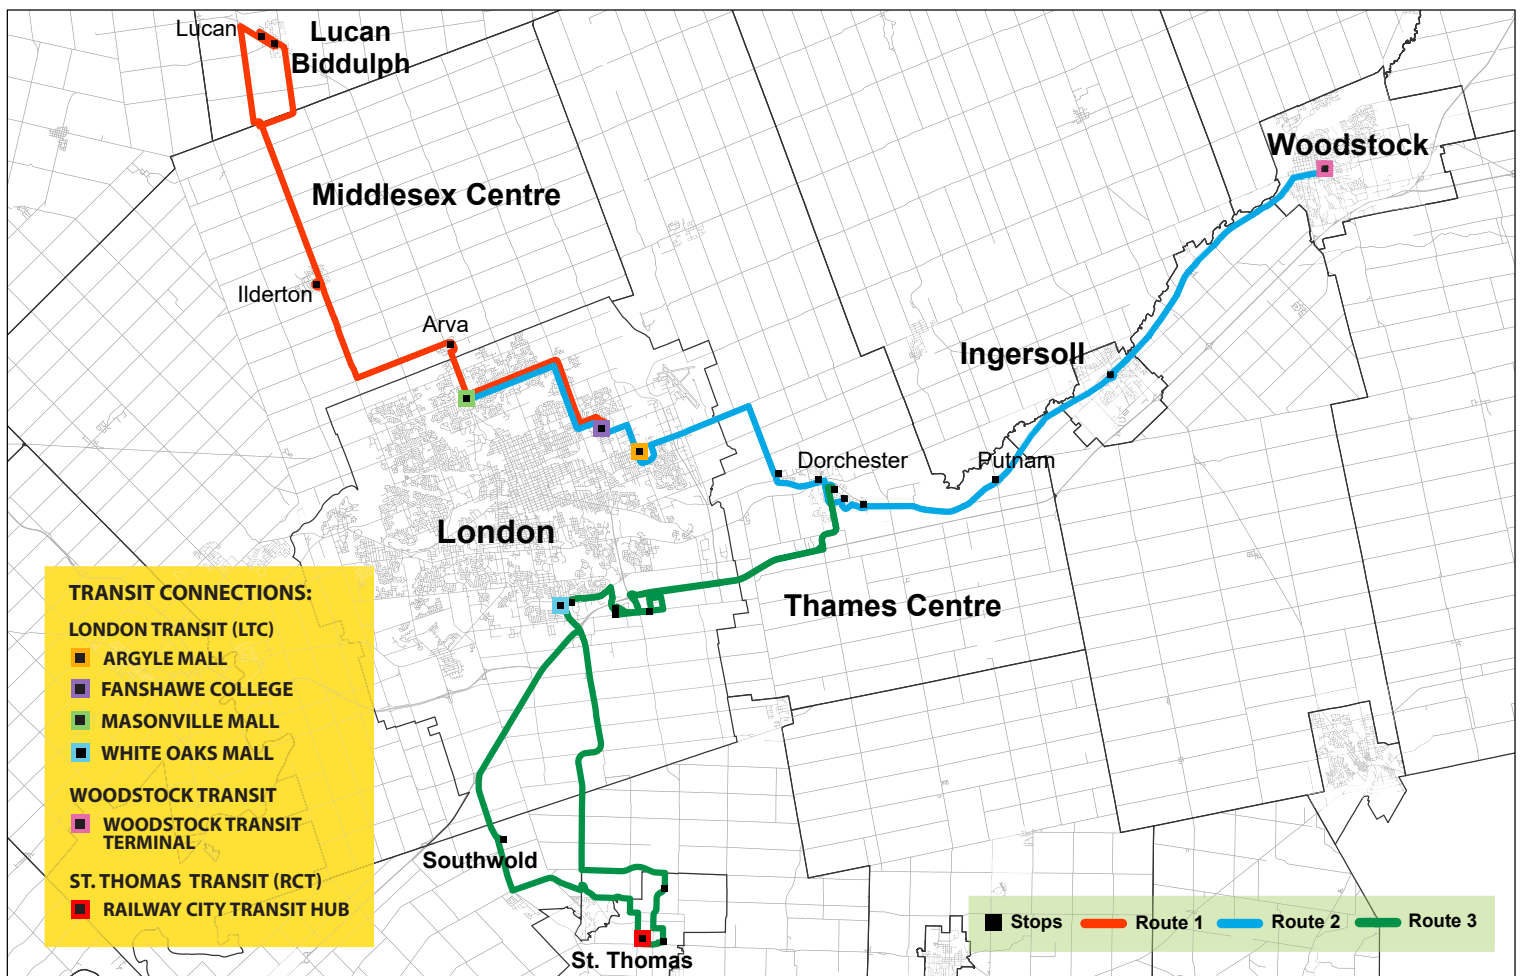 Lucan
Lucan
Biddulph
Woodstock
Middlesex Centre
Ilderton
Arva
Ingersoll
Dorchester
Putnam
London
Thames Centre
TRANSIT CONNECTIONS:
LONDON TRANSIT (LTC)
ARGYLE MALL
FANSHAWE COLLEGE
MASONVILLE MALL
WHITE OAKS MALL
WOODSTOCK TRANSIT
WOODSTOCK TRANSIT
TERMINAL
ST. THOMAS TRANSIT (RCT)
RAILWAY CITY TRANSIT HUB
Southwold
St. Thomas
Stops
Route 1
Route 2
Route 3